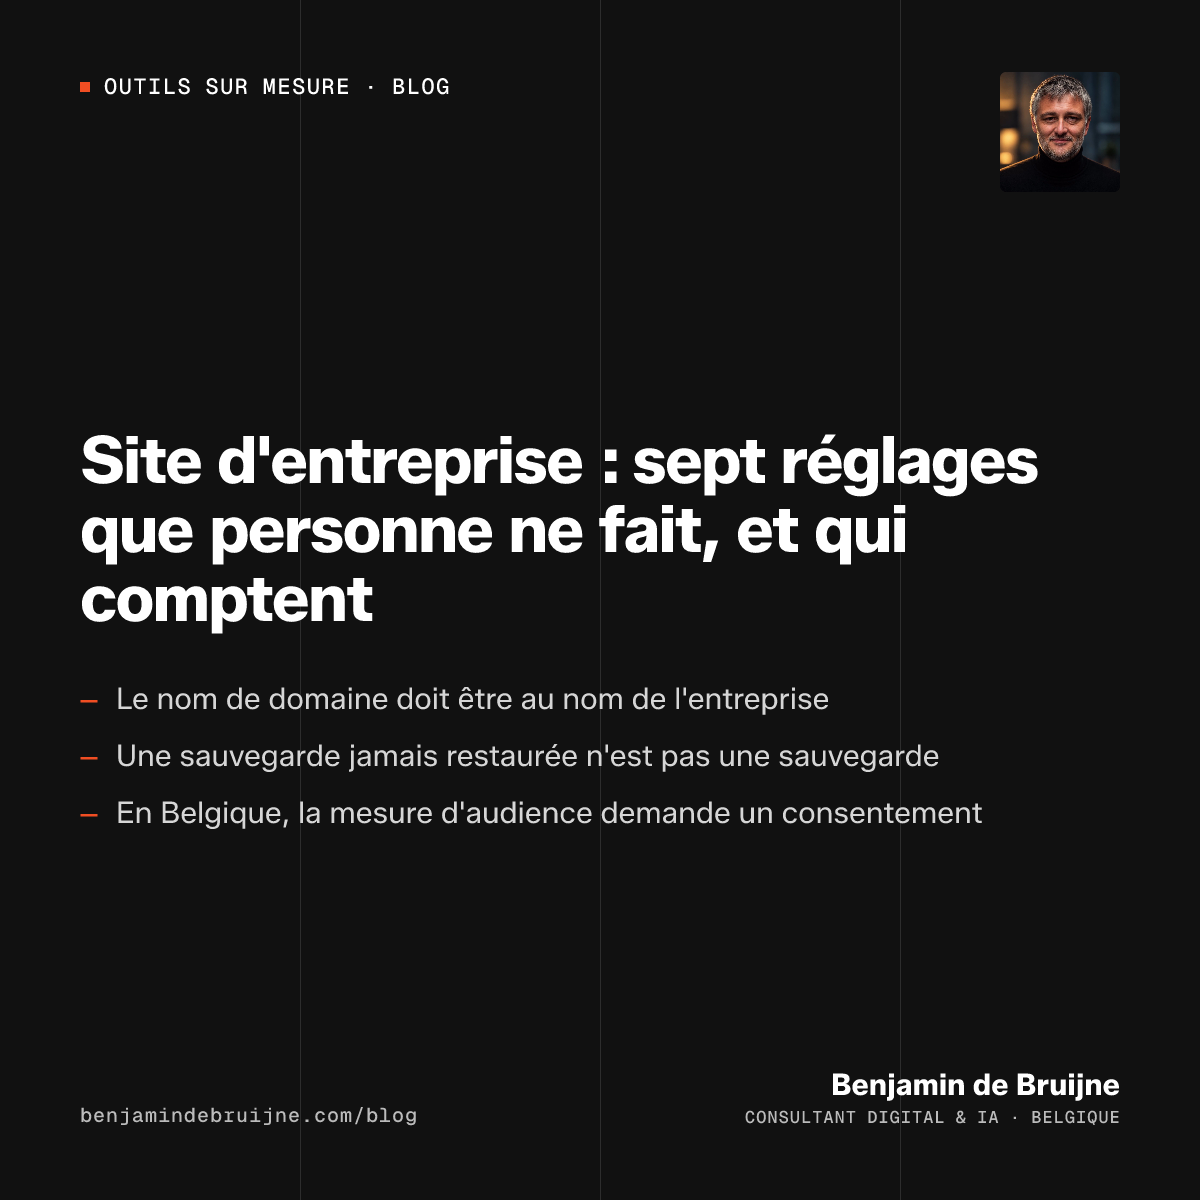 OUTILS SUR MESURE · BLOG
Site d'entreprise : sept réglages
que personne ne fait, et qui
comptent
– Le nom de domaine doit être au nom de l'entreprise
– Une sauvegarde jamais restaurée n'est pas une sauvegarde
– En Belgique, la mesure d'audience demande un consentement
benjamindebruijne.com/blog
Benjamin de Bruijne
CONSULTANT DIGITAL & IA · BELGIQUE